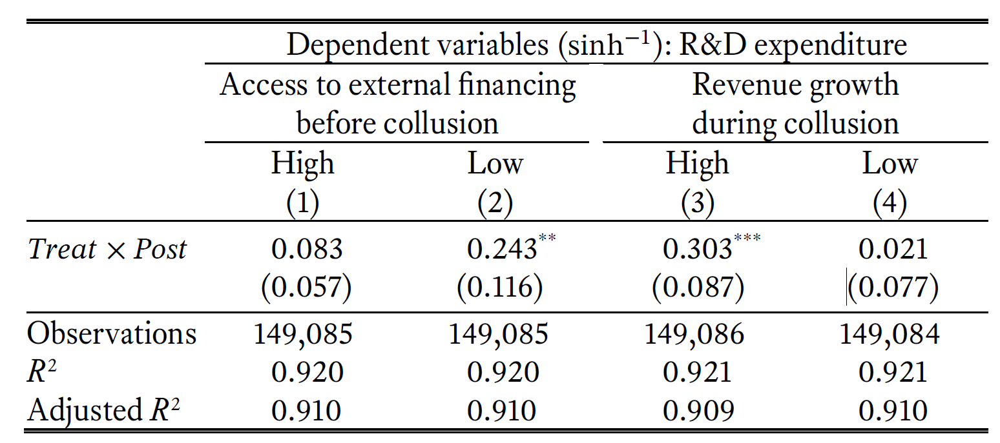 Dependent variables (sinh⁻¹): R&D expenditure
Access to external financing before collusion Revenue growth during collusion
High Low High Low
(1) (2) (3) (4)
Treat × Post 0.083 0.243** 0.303*** 0.021
(0.057) (0.116) (0.087) (0.077)
Observations 149,085 149,085 149,086 149,084
R² 0.920 0.920 0.921 0.921
Adjusted R² 0.910 0.910 0.909 0.910